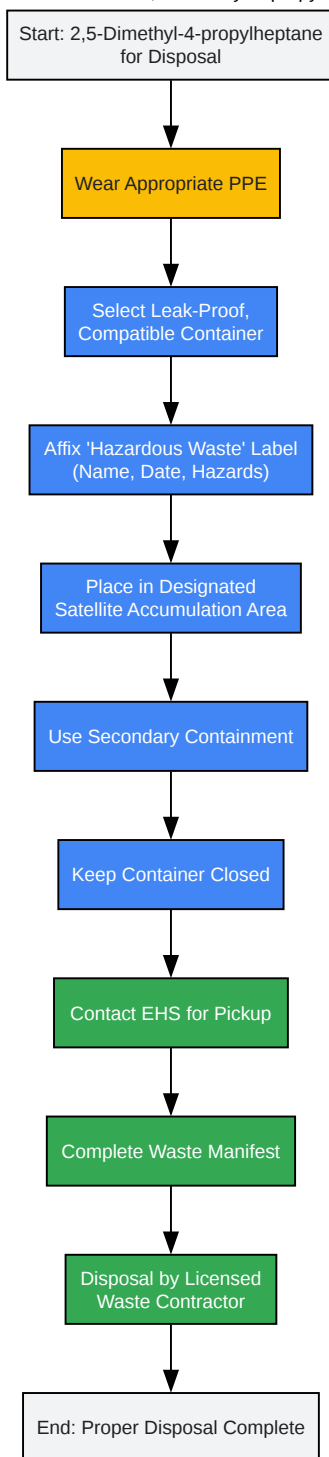 Start: 2,5-Dimethyl-4-propylheptane
for Disposal
Wear Appropriate PPE
Select Leak-Proof,
Compatible Container
Affix 'Hazardous Waste' Label
(Name, Date, Hazards)
Place in Designated
Satellite Accumulation Area
Use Secondary Containment
Keep Container Closed
Contact EHS for Pickup
Complete Waste Manifest
Disposal by Licensed
Waste Contractor
End: Proper Disposal Complete